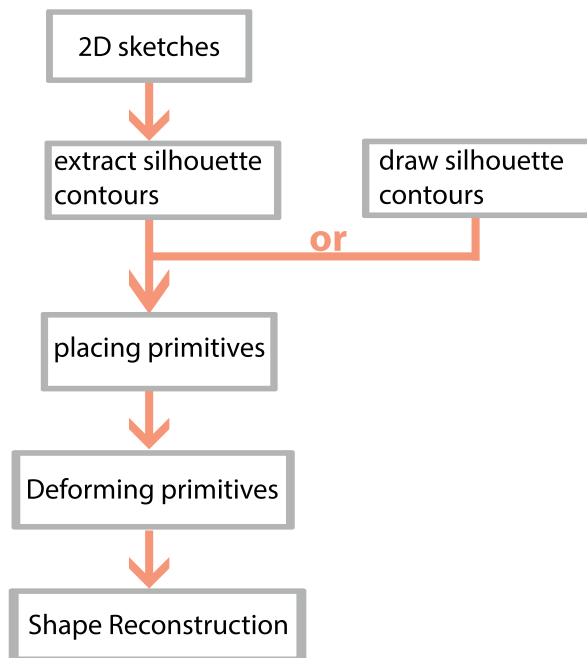 2D sketches
extract silhouette
contours
draw silhouette
contours
or
placing primitives
Deforming primitives
Shape Reconstruction